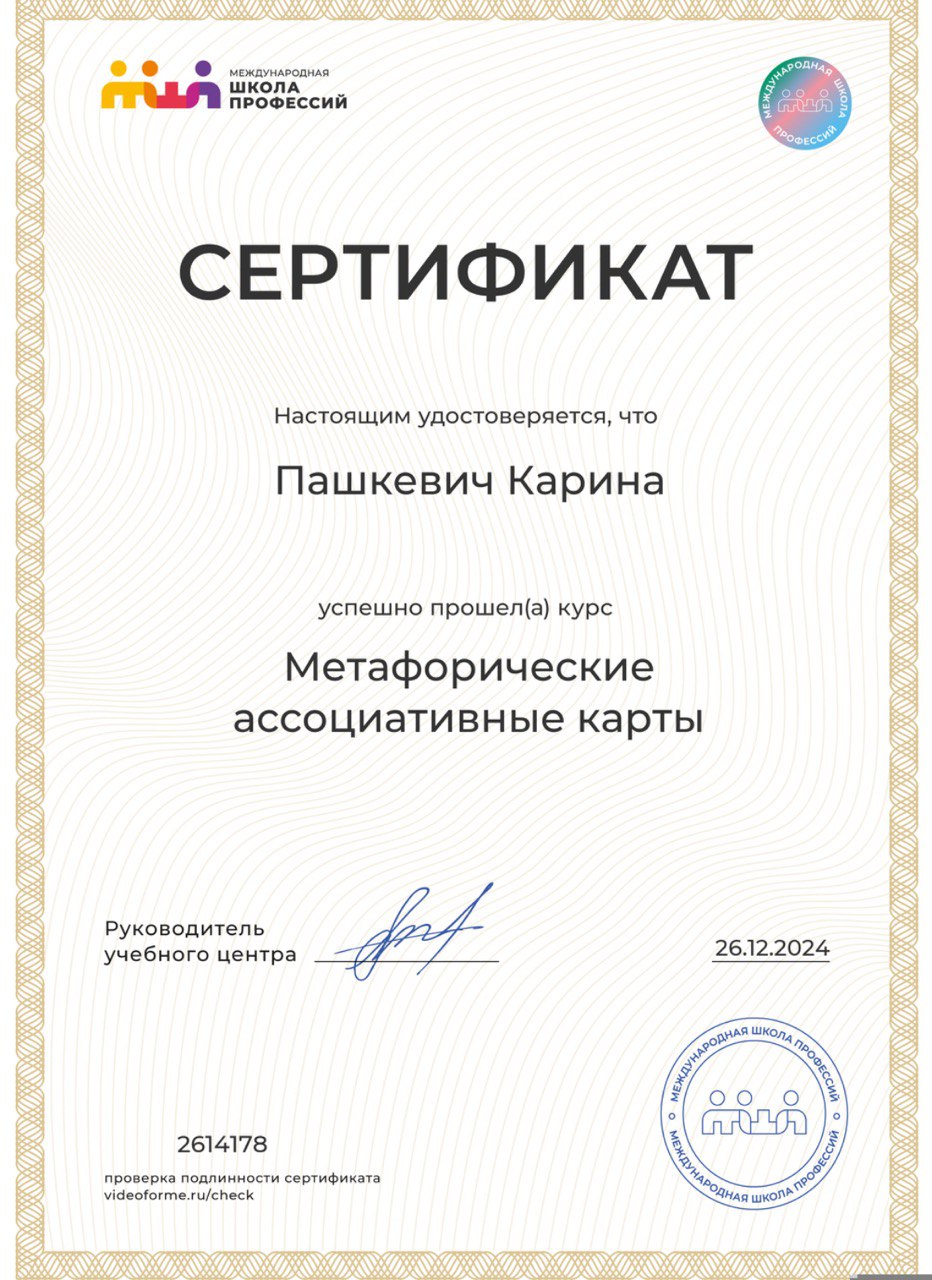 МЕЖДУНАРОДНАЯ
ШКОЛА
ПРОФЕССИЙ
МЕЖДУНАРОДНАЯ ШКОЛА
ПРОФЕССИЙ
СЕРТИФИКАТ
Настоящим удостоверяется, что
Пашкевич Карина
успешно прошел(а) курс
Метафорические
ассоциативные карты
Руководитель
учебного центра
26.12.2024
МЕЖДУНАРОДНАЯ ШКОЛА ПРОФЕССИЙ
МЕЖДУНАРОДНАЯ ШКОЛА ПРОФЕССИЙ
2614178
проверка подлинности сертификата
videoforme.ru/check